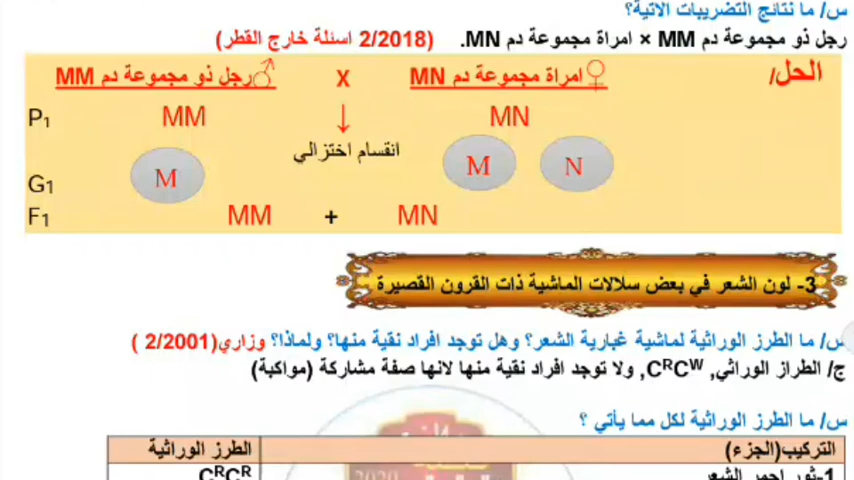 س/ ما نتائج التضريبات الاتية؟
رجل ذو مجموعة دم MM × امراة مجموعة دم MN. (2/2018 اسئلة خارج القطر)
الحل/ ♀امراة مجموعة دم MN X ♂رجل ذو مجموعة دم MM
P₁ MM ↓ MN
انقسام اختزالي
G₁ M M N
F₁ MM + MN
3- لون الشعر في بعض سلالات الماشية ذات القرون القصيرة
س/ ما الطرز الوراثية لماشية غبارية الشعر؟ وهل توجد افراد نقية منها؟ ولماذا؟ وزاري(2/2001 )
ج/ الطراز الوراثي, CᴿCᵂ, ولا توجد افراد نقية منها لانها صفة مشاركة (مواكبة)
س/ ما الطرز الوراثية لكل مما يأتي ؟
التركيب(الجزء) الطرز الوراثية
1-ثور احمر الشعر CᴿCᴿ
2020